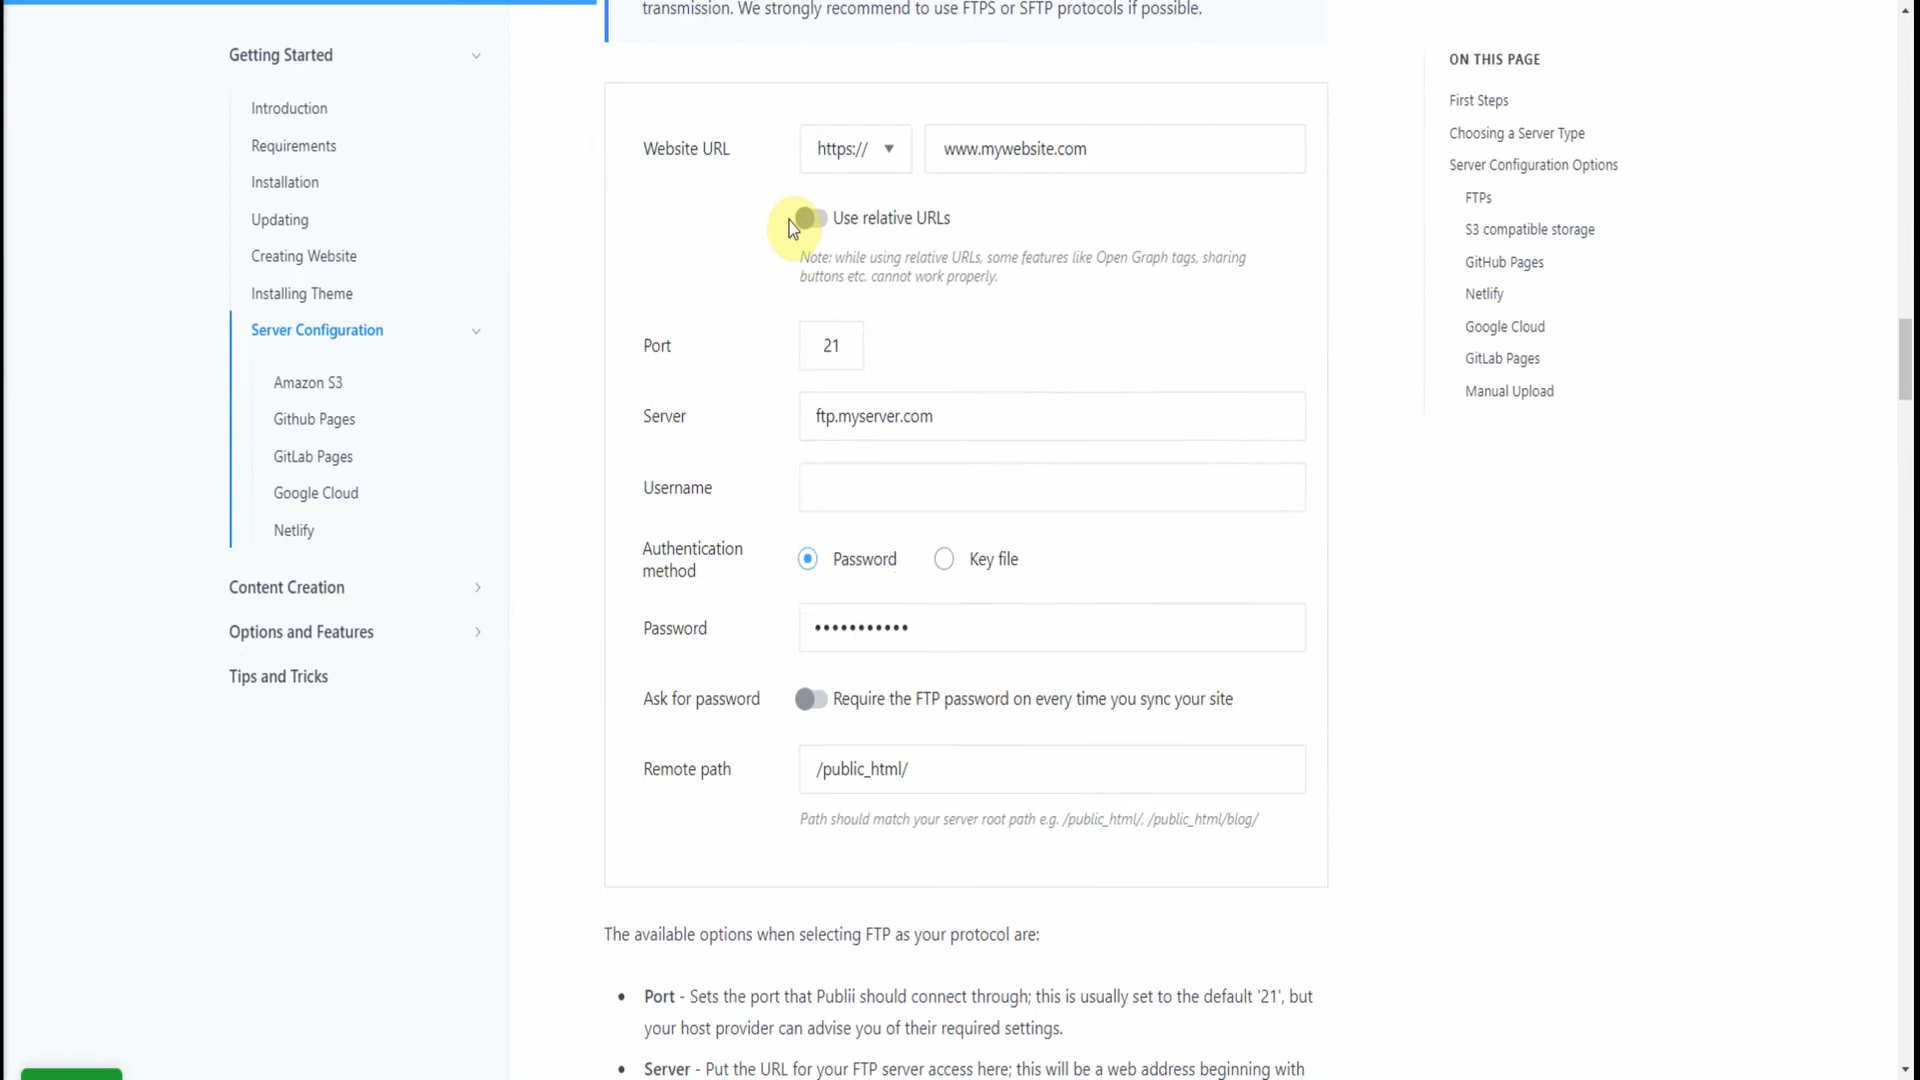 transmission. We strongly recommend to use FTPS or SFTP protocols if possible.
Getting Started
Introduction
Requirements
Installation
Updating
Creating Website
Installing Theme
Server Configuration
Amazon S3
Github Pages
GitLab Pages
Google Cloud
Netlify
Content Creation
Options and Features
Tips and Tricks
Website URL
https://
www.mywebsite.com
Use relative URLs
Note: while using relative URLs, some features like Open Graph tags, sharing
buttons etc. cannot work properly.
Port
21
Server
ftp.myserver.com
Username
Authentication
method
Password
Key file
Password
•••••••••••
Ask for password
Require the FTP password on every time you sync your site
Remote path
/public_html/
Path should match your server root path e.g. /public_html/, /public_html/blog/
The available options when selecting FTP as your protocol are:
• Port - Sets the port that Publii should connect through; this is usually set to the default '21', but
your host provider can advise you of their required settings.
• Server - Put the URL for your FTP server access here; this will be a web address beginning with
ON THIS PAGE
First Steps
Choosing a Server Type
Server Configuration Options
FTPs
S3 compatible storage
GitHub Pages
Netlify
Google Cloud
GitLab Pages
Manual Upload